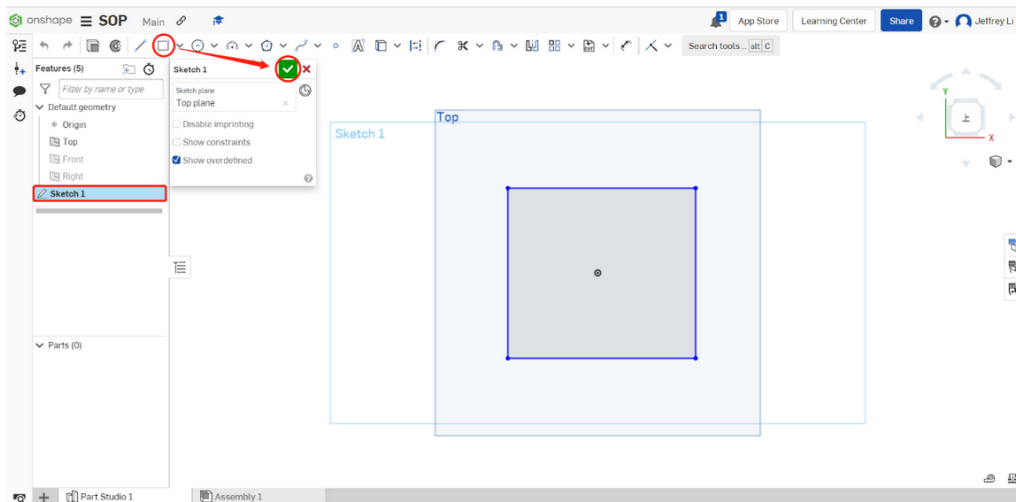 onshape SOP Main
1 App Store Learning Center Share Jeffrey Li
Search tools... alt C
Features (5)
Filter by name or type
Default geometry
Origin
Top
Front
Right
Sketch 1
Parts (0)
Sketch 1
Sketch plane
Top plane
Disable imprinting
Show constraints
Show overdefined
Top
Sketch 1
Y
上
X
Part Studio 1 Assembly 1